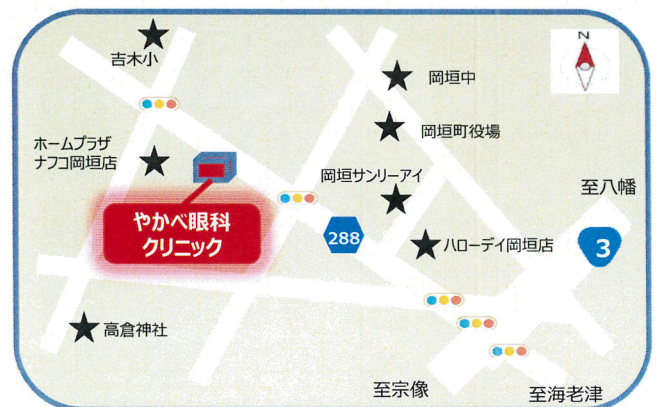 吉木小
N
岡垣中
岡垣町役場
ホームプラザ
ナフコ岡垣店
岡垣サンリーアイ
至八幡
やかべ眼科
クリニック
288
ハローデイ岡垣店
3
高倉神社
至宗像
至海老津